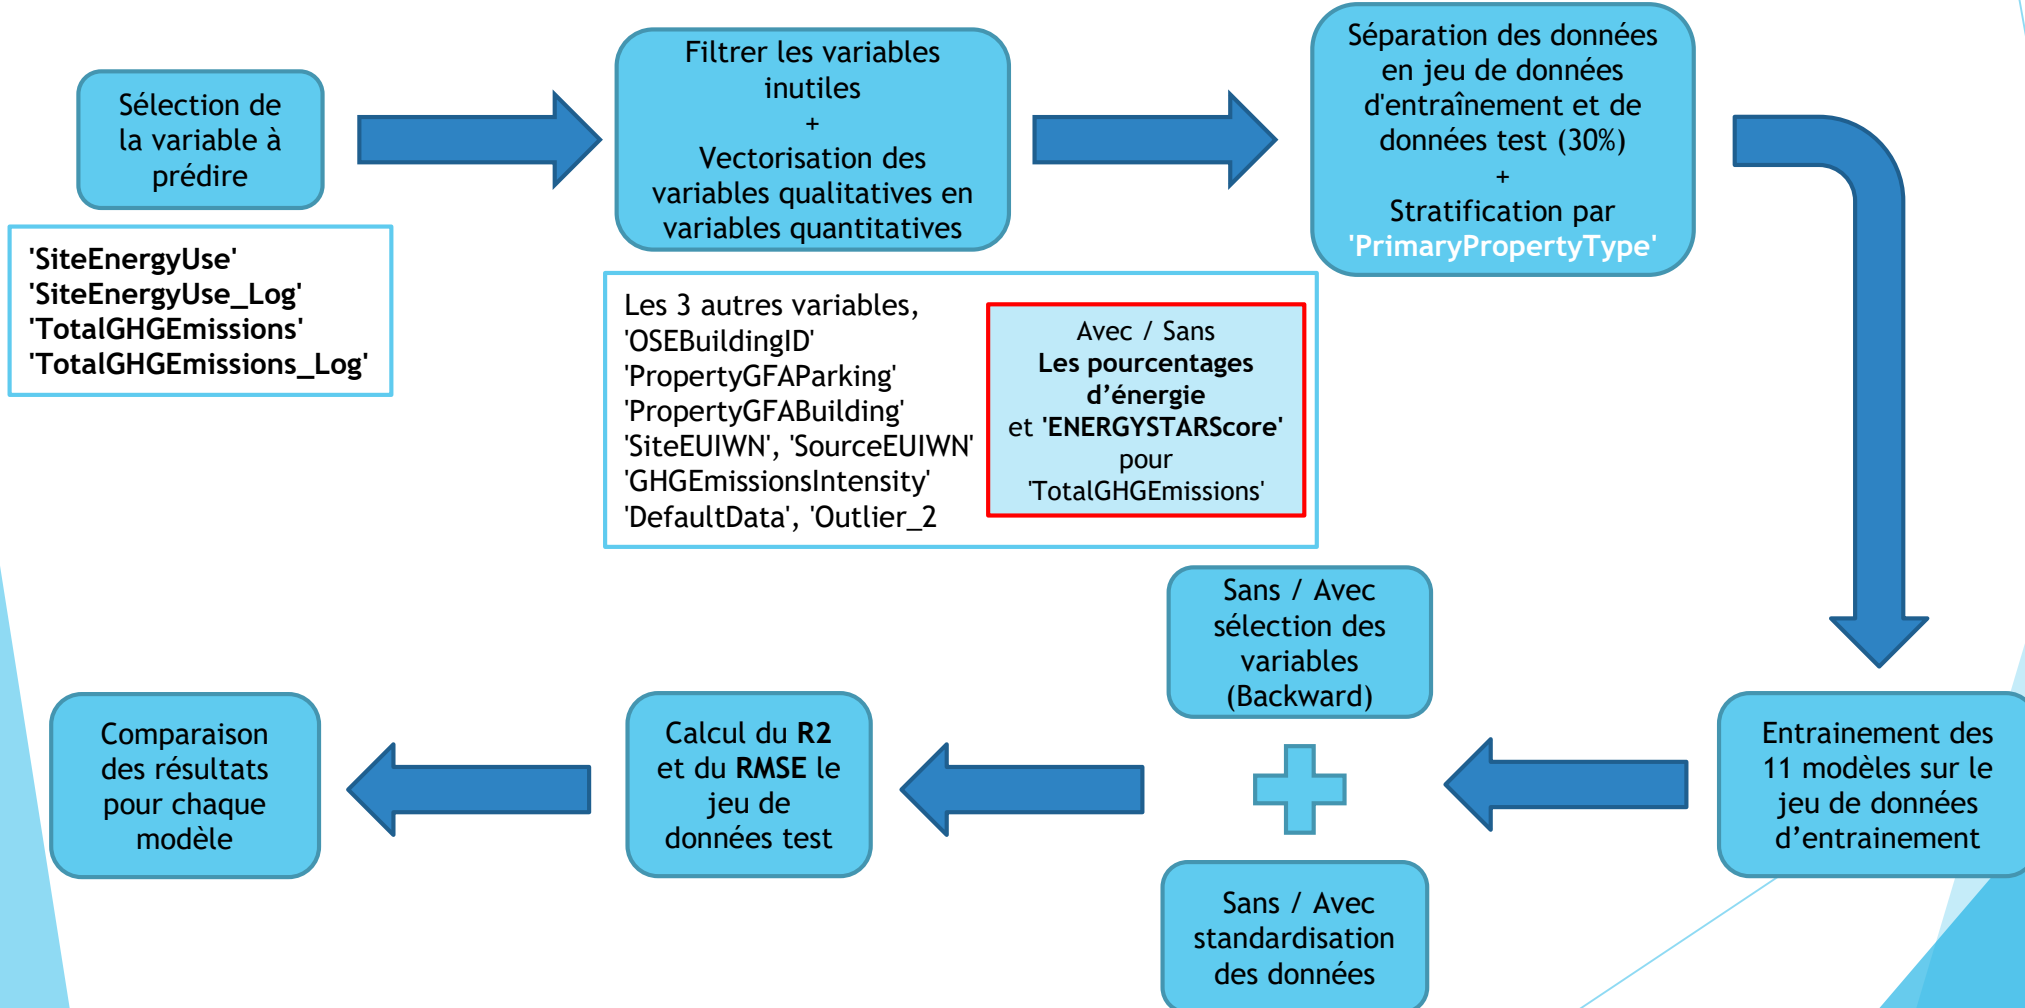 Sélection de
la variable à
prédire
'SiteEnergyUse'
'SiteEnergyUse_Log'
'TotalGHGEmissions'
'TotalGHGEmissions_Log'
Filtrer les variables
inutiles
+
Vectorisation des
variables qualitatives en
variables quantitatives
Les 3 autres variables,
'OSEBuildingID'
'PropertyGFAParking'
'PropertyGFABuilding'
'SiteEUIWN', 'SourceEUIWN'
'GHGEmissionsIntensity'
'DefaultData', 'Outlier_2
Avec / Sans
Les pourcentages
d’énergie
et 'ENERGYSTARScore'
pour
'TotalGHGEmissions'
Séparation des données
en jeu de données
d'entraînement et de
données test (30%)
+
Stratification par
'PrimaryPropertyType'
Entrainement des
11 modèles sur le
jeu de données
d’entrainement
Sans / Avec
sélection des
variables
(Backward)
Sans / Avec
standardisation
des données
Calcul du R2
et du RMSE le
jeu de
données test
Comparaison
des résultats
pour chaque
modèle